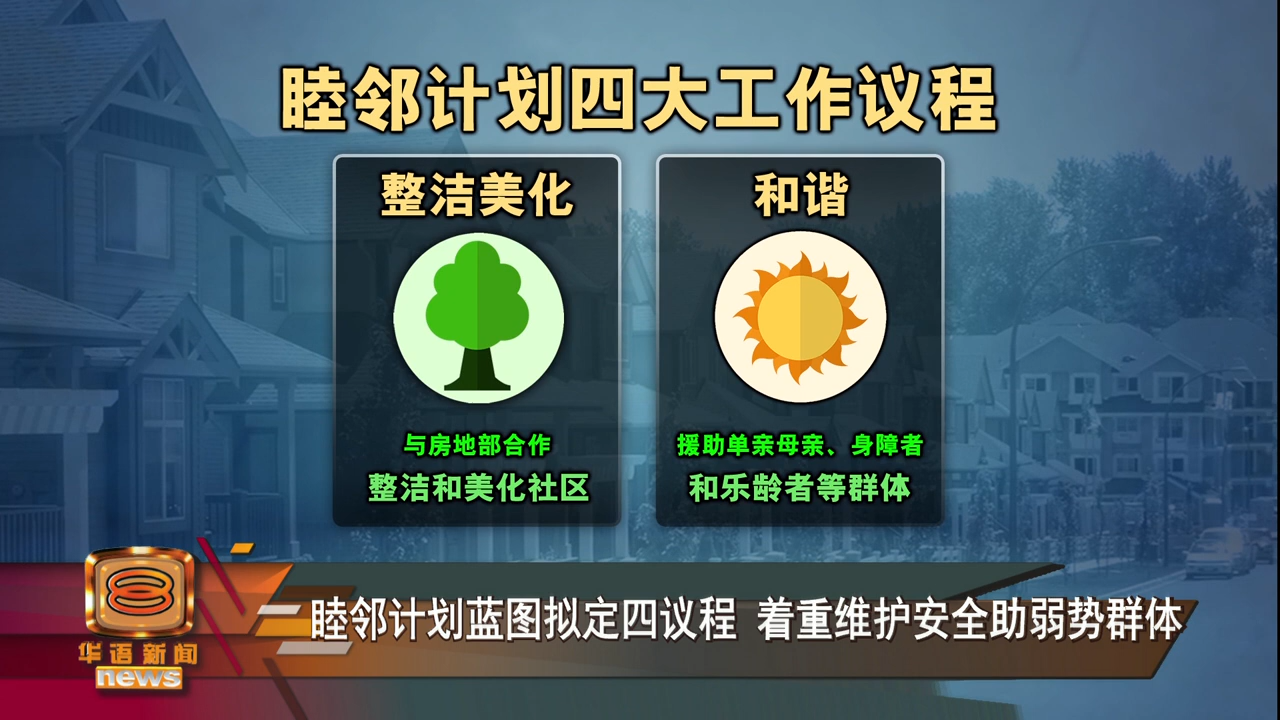 睦邻计划四大工作议程
整洁美化
与房地部合作
整洁和美化社区
和谐
援助单亲母亲、身障者
和乐龄者等群体
睦邻计划蓝图拟定四议程 着重维护安全助弱势群体
8
华语新闻
news